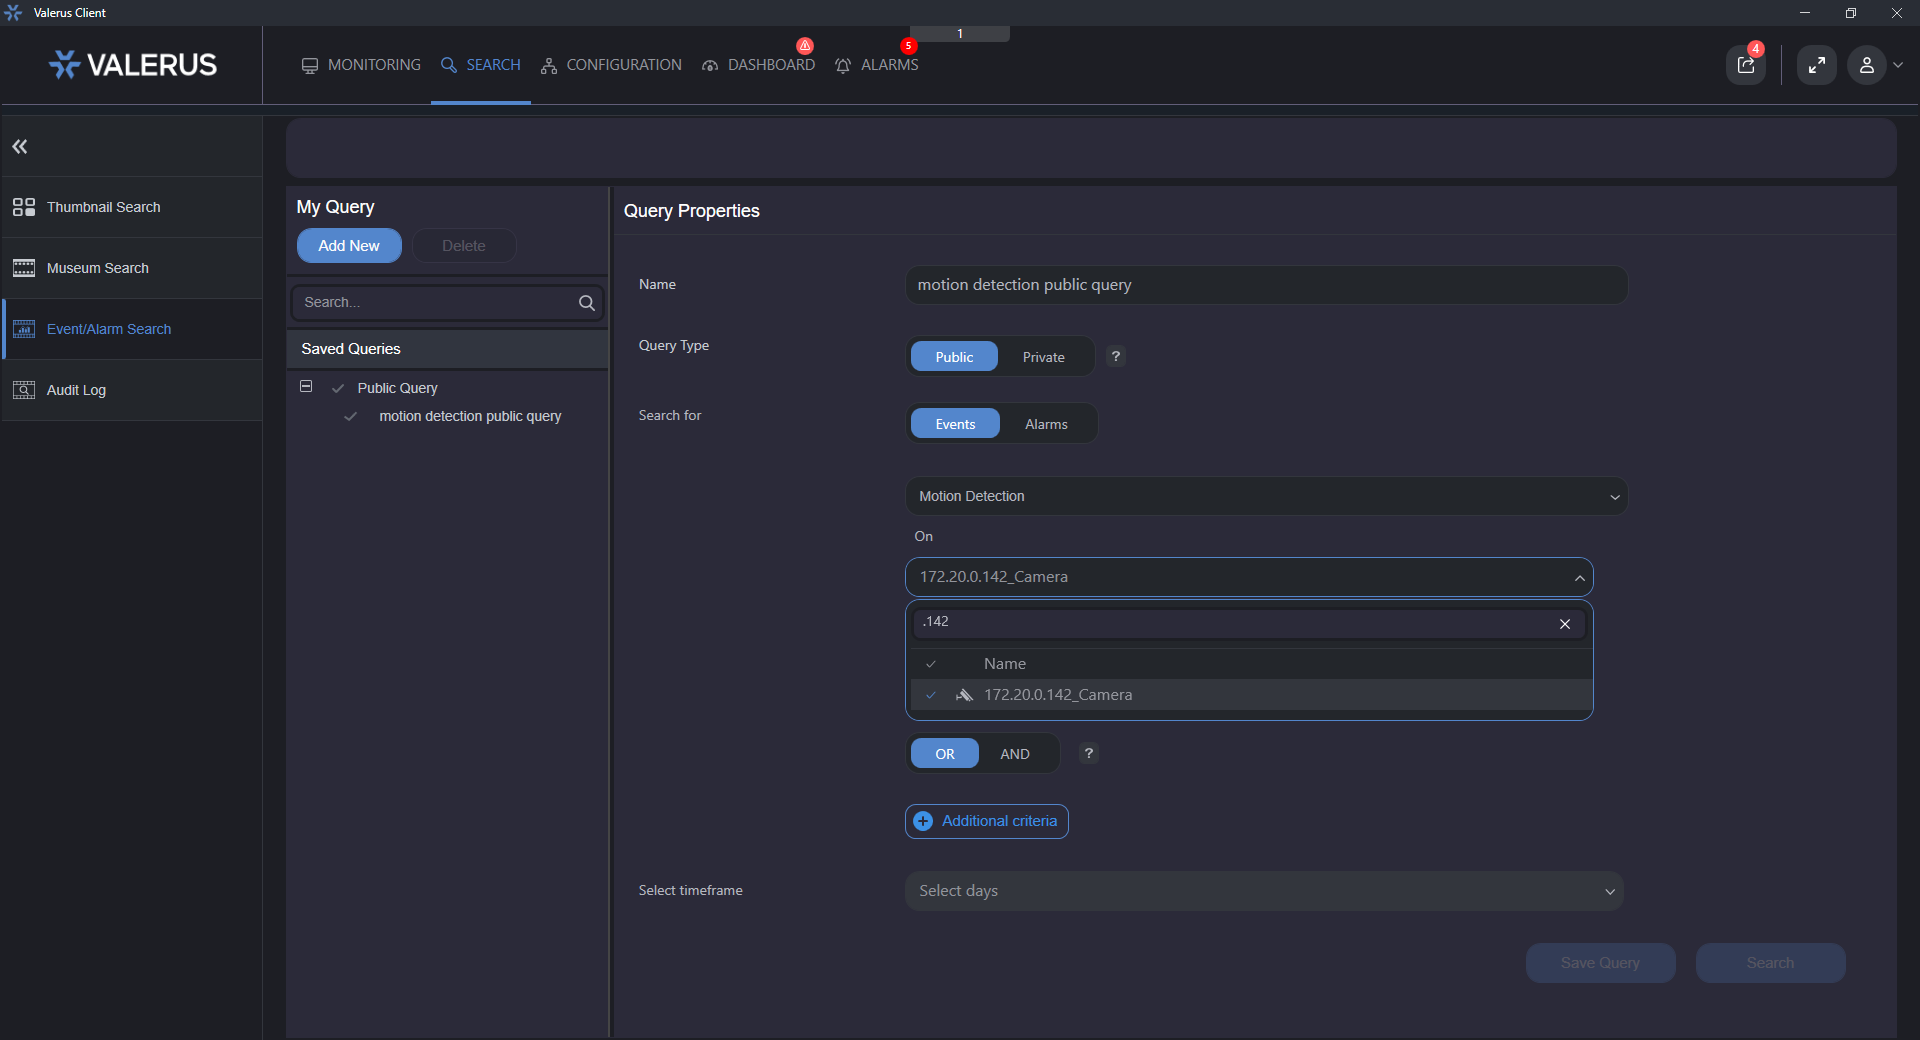 Valerus Client
1
VALERUS
MONITORING
SEARCH
CONFIGURATION
DASHBOARD
5
ALARMS
4
Thumbnail Search
Museum Search
Event/Alarm Search
Audit Log
My Query
Add New
Delete
Search...
Saved Queries
Public Query
motion detection public query
Query Properties
Name
motion detection public query
Query Type
Public
Private
?
Search for
Events
Alarms
Motion Detection
On
172.20.0.142_Camera
.142
Name
172.20.0.142_Camera
OR
AND
?
Additional criteria
Select timeframe
Select days
Save Query
Search